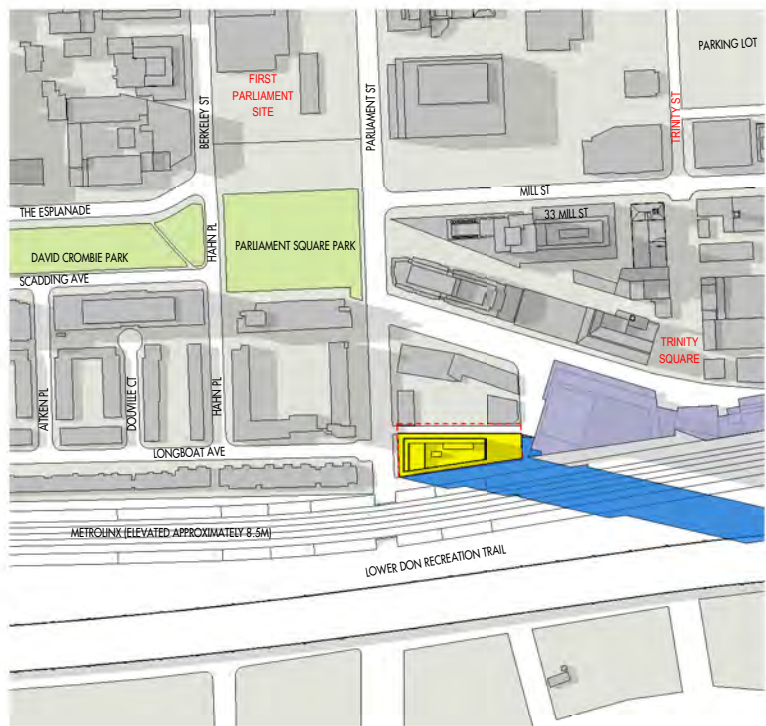 PARKING LOT
FIRST
PARLIAMENT
SITE
BERKELEY ST
PARLIAMENT ST
TRINITY ST
MILL ST
THE ESPLANADE
33 MILL ST
HAHN PL
PARLIAMENT SQUARE PARK
DAVID CROMBIE PARK
SCADDING AVE
TRINITY
SQUARE
AITKEN PL
DOUVILLE CT
HAHN PL
LONGBOAT AVE
METROLINX (ELEVATED APPROXIMATELY 8.5M)
LOWER DON RECREATION TRAIL